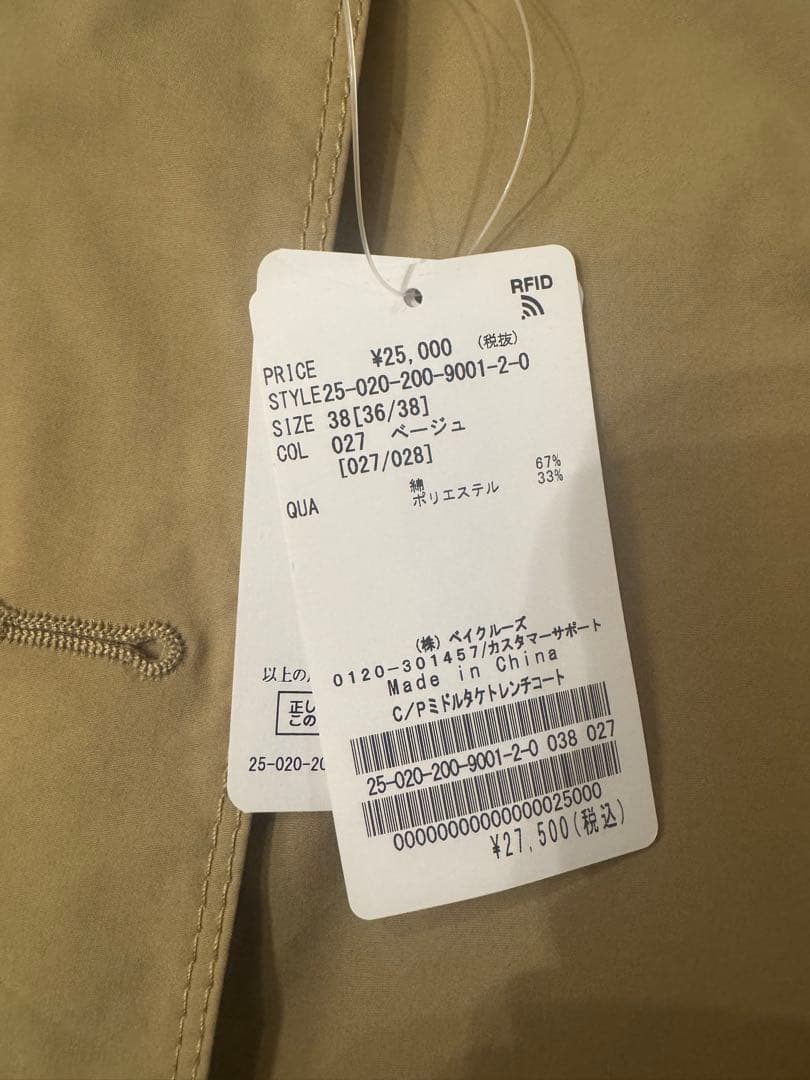 RFID
PRICE ¥25,000 (税抜)
STYLE25-020-200-9001-2-0
SIZE 38[36/38]
COL 027 ベージュ
[027/028]
QUA 綿 67%
ポリエステル 33%
(株) ベイクルーズ
0120-301457/カスタマーサポート
Made in China
C/Pミドルタケトレンチコート
25-020-200-9001-2-0 038 027
00000000000000025000
¥27,500(税込)
以上の
正し
この
25-020-20